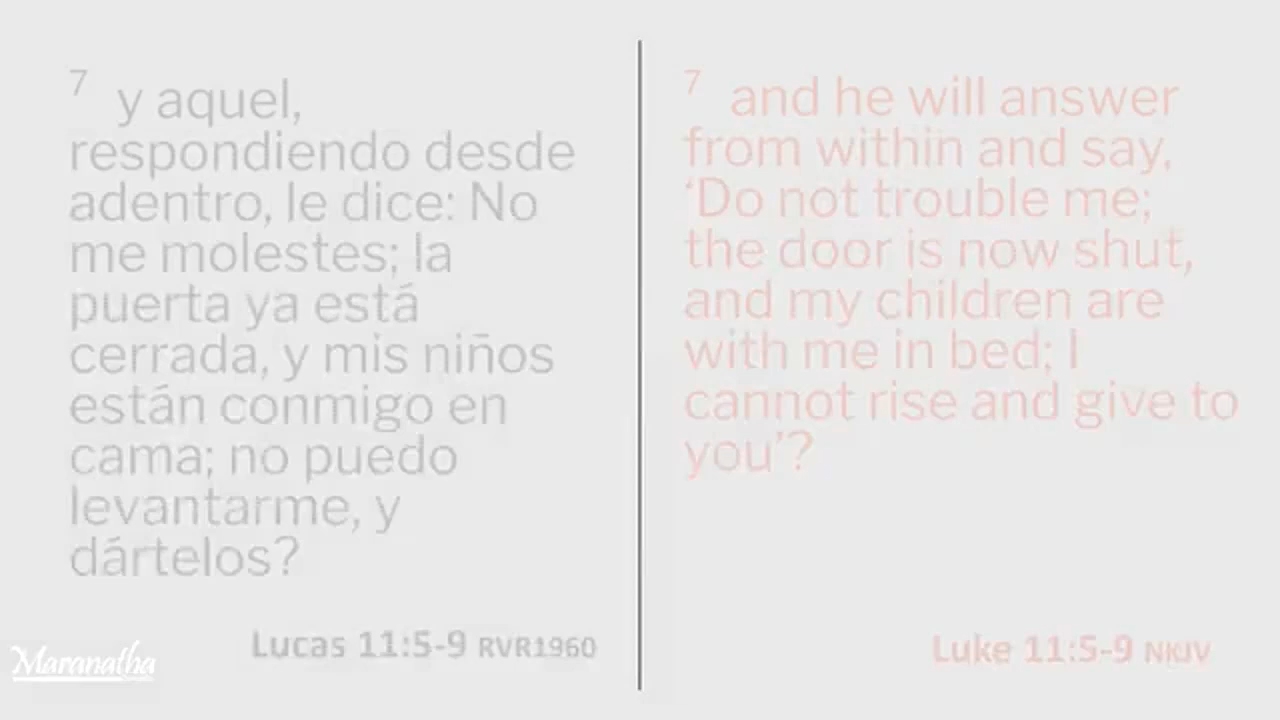 7 y aquel,
respondiendo desde
adentro, le dice: No
me molestes; la
puerta ya está
cerrada, y mis niños
están conmigo en
cama; no puedo
levantarme, y
dártelos?
Lucas 11:5-9 RVR1960
7 and he will answer
from within and say,
‘Do not trouble me;
the door is now shut,
and my children are
with me in bed; I
cannot rise and give to
you’?
Luke 11:5-9 NKJV
Maranatha